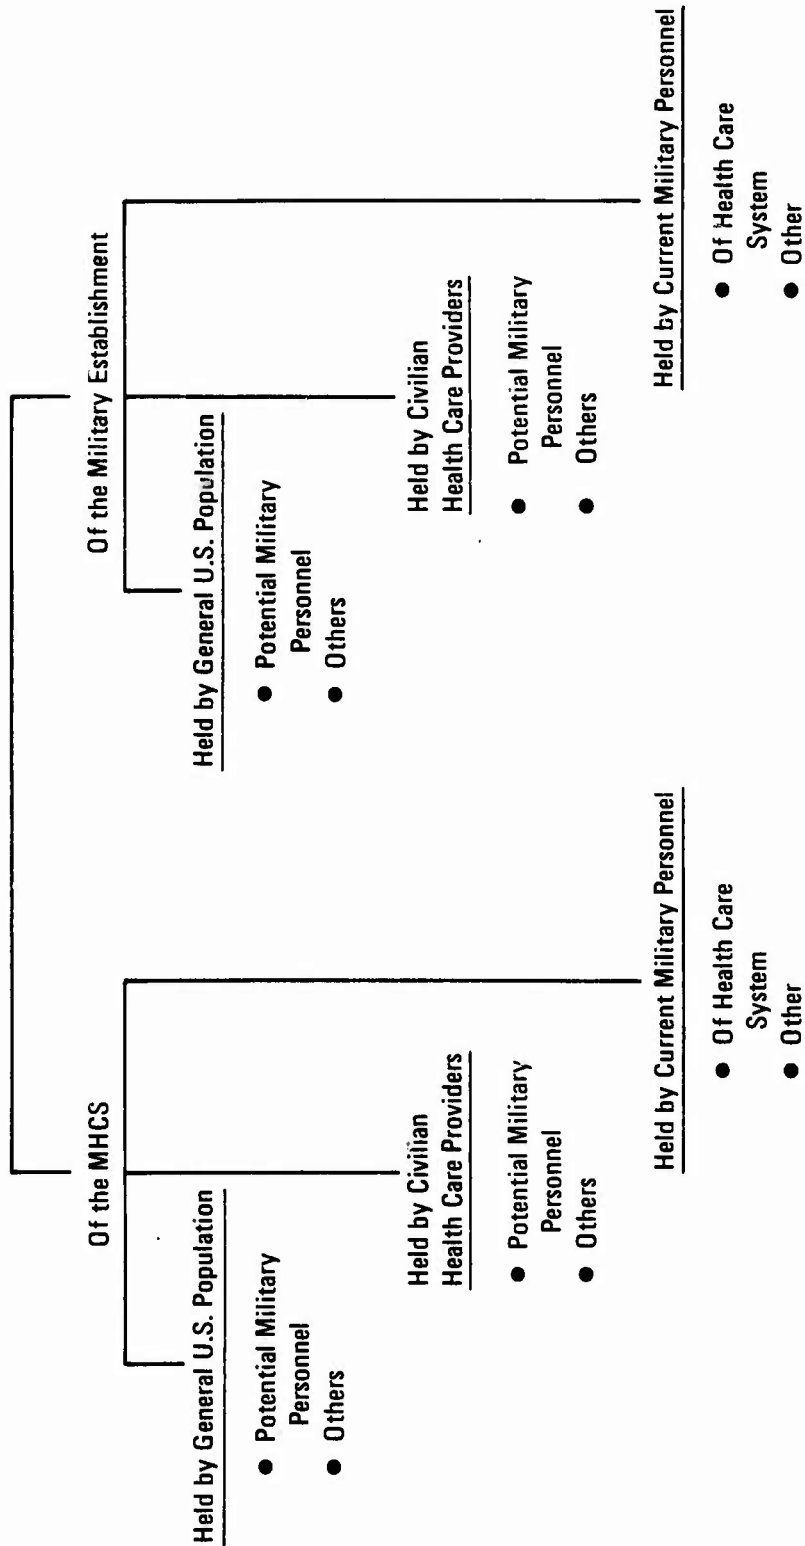 Of the MHCS
Held by General U.S. Population
● Potential Military
Personnel
● Others
Held by Civilian
Health Care Providers
● Potential Military
Personnel
● Others
Held by Current Military Personnel
● Of Health Care
System
● Other
Of the Military Establishment
Held by General U.S. Population
● Potential Military
Personnel
● Others
Held by Civilian
Health Care Providers
● Potential Military
Personnel
● Others
Held by Current Military Personnel
● Of Health Care
System
● Other